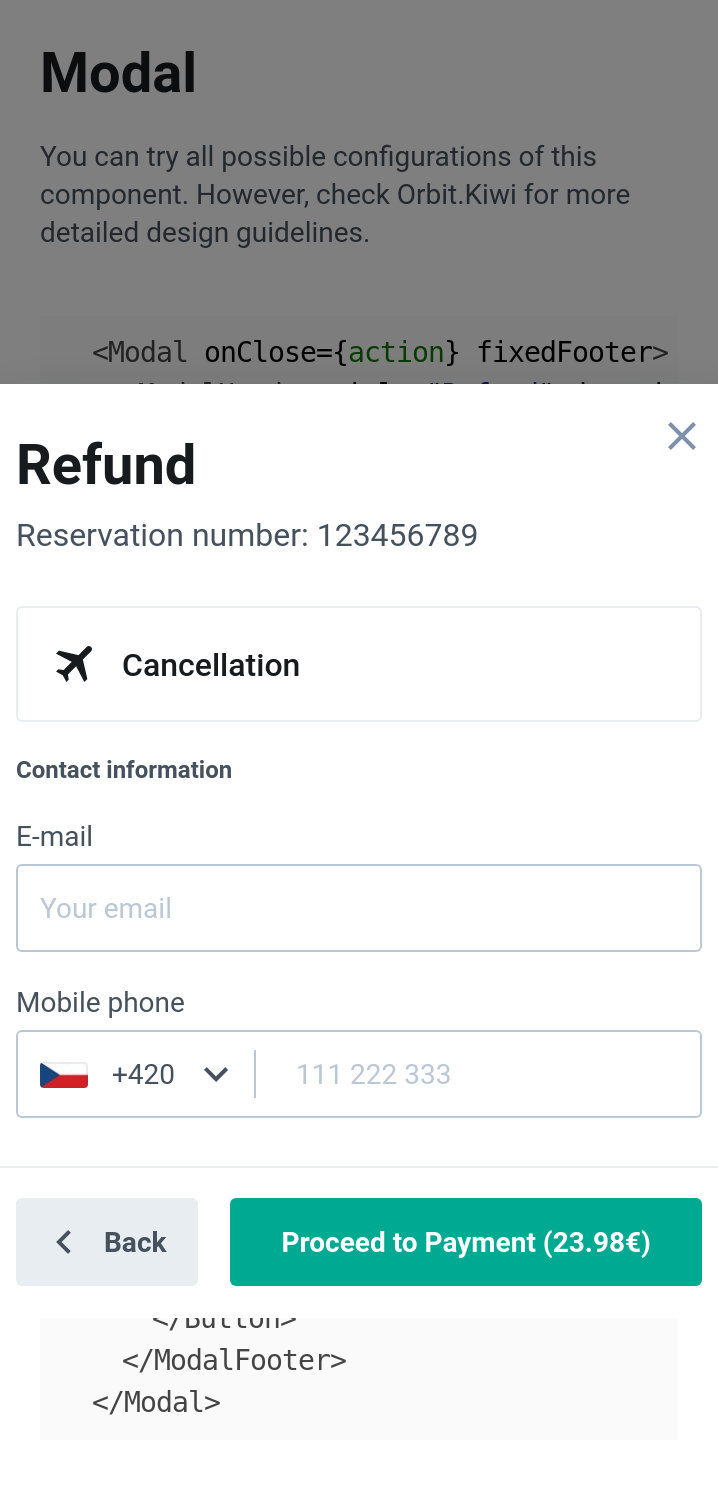 Modal
You can try all possible configurations of this
component. However, check Orbit.Kiwi for more
detailed design guidelines.
<Modal onClose={action} fixedFooter>
Refund
Reservation number: 123456789
Cancellation
Contact information
E-mail
Your email
Mobile phone
+420 111 222 333
Back Proceed to Payment (23.98€)
</Button>
</ModalFooter>
</Modal>